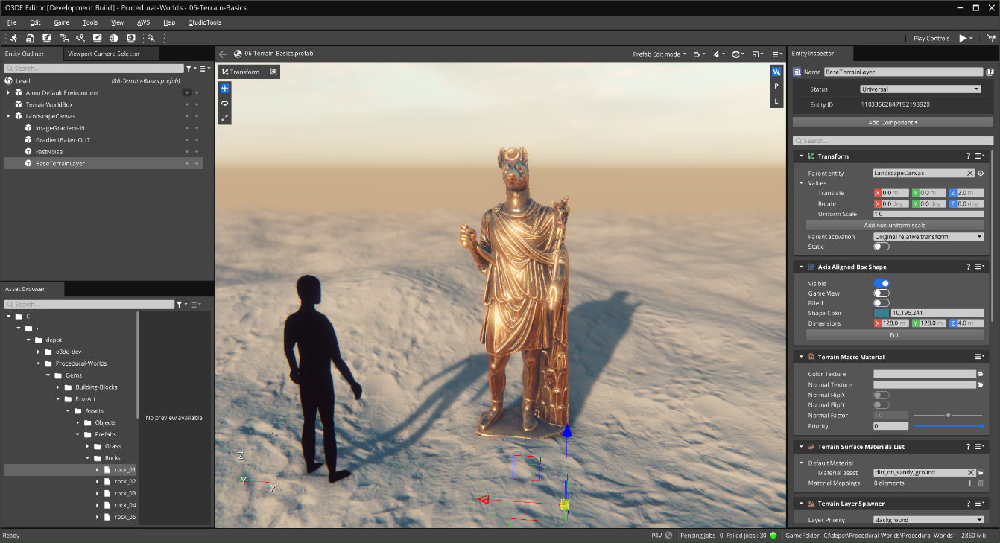 O3DE Editor [Development Build] - Procedural-Worlds - 06-Terrain-Basics
File Edit Game Tools View AWS Help StudioTools
Play Controls
Entity Outliner
Viewport Camera Selector
Search...
Level (06-Terrain-Basics.prefab)
Atom Default Environment
TerrainWorldBox
LandscapeCanvas
ImageGradient-IN
GradientBaker-OUT
FastNoise
BaseTerrainLayer
Asset Browser
Search...
C:
\
depot
o3de-dev
Procedural-Worlds
Gems
Building-Blocks
Env-Art
Assets
Objects
Prefabs
Grass
Rocks
rock_01
rock_02
rock_03
rock_04
rock_05
No preview available
06-Terrain-Basics.prefab
Prefab Edit mode
Transform
W
P
L
Z
Y
X
Entity Inspector
Name BaseTerrainLayer
Status Universal
Entity ID 11033582847192198920
Add Component
Search...
Transform ?
Parent entity LandscapeCanvas
Values
Translate X 0.0 m Y 0.0 m Z 2.0 m
Rotate X 0.0 deg Y 0.0 deg Z 0.0 deg
Uniform Scale 1.0
Add non-uniform scale
Parent activation Original relative transform
Static
Axis Aligned Box Shape ?
Visible
Game View
Filled
Shape Color 10,195,241
Dimensions X 128.0 m Y 128.0 m Z 4.0 m
Edit
Terrain Macro Material
Color Texture
Normal Texture
Normal Flip X
Normal Flip Y
Normal Factor 1.0
Priority 0
Terrain Surface Materials List ?
Default Material
Material asset dirt_on_sandy_ground
Material Mappings 0 elements
Terrain Layer Spawner ?
Layer Priority Background
Ready
P4V Pending Jobs : 0 Failed Jobs : 30 GameFolder: 'C:\depot\Procedural-Worlds\Procedural-Worlds' 2860 Mb